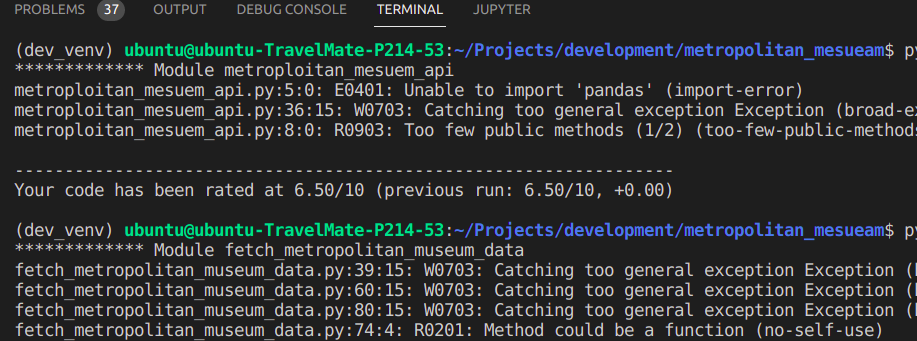 PROBLEMS 37 OUTPUT DEBUG CONSOLE TERMINAL JUPYTER
(dev_venv) ubuntu@ubuntu-TravelMate-P214-53:~/Projects/development/metropolitan_mesueam$ py
************* Module metroploitan_mesuem_api
metroploitan_mesuem_api.py:5:0: E0401: Unable to import 'pandas' (import-error)
metroploitan_mesuem_api.py:36:15: W0703: Catching too general exception Exception (broad-ex
metroploitan_mesuem_api.py:8:0: R0903: Too few public methods (1/2) (too-few-public-methods
------------------------------------------------------------------
Your code has been rated at 6.50/10 (previous run: 6.50/10, +0.00)
(dev_venv) ubuntu@ubuntu-TravelMate-P214-53:~/Projects/development/metropolitan_mesueam$ py
************* Module fetch_metropolitan_museum_data
fetch_metropolitan_museum_data.py:39:15: W0703: Catching too general exception Exception (b
fetch_metropolitan_museum_data.py:60:15: W0703: Catching too general exception Exception (b
fetch_metropolitan_museum_data.py:80:15: W0703: Catching too general exception Exception (b
fetch_metropolitan_museum_data.py:74:4: R0201: Method could be a function (no-self-use)